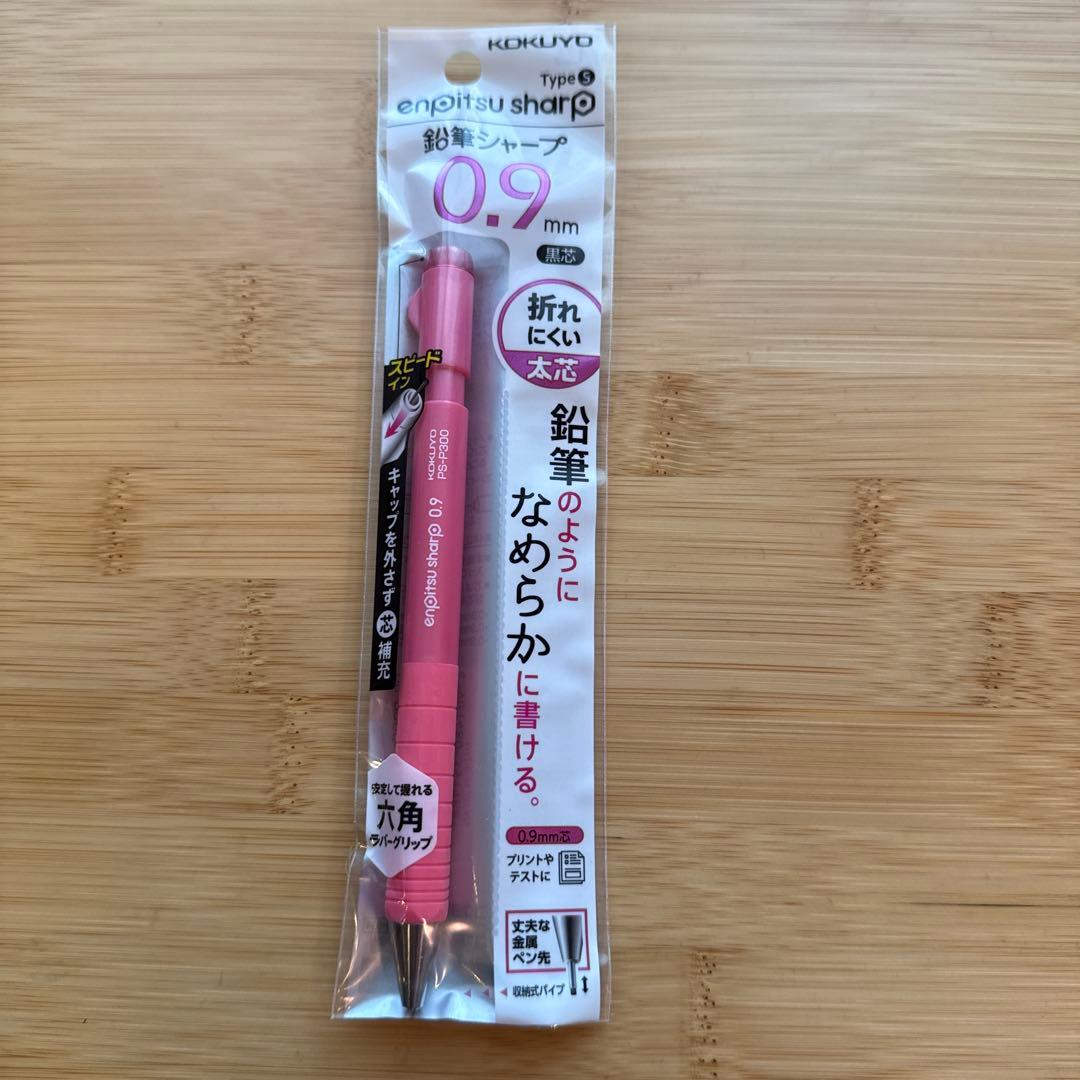 KOKUYO
Type S
enpitsu sharp
鉛筆シャープ
0.9mm
黒芯
折れ
にくい
太芯
鉛筆のように
なめらかに書ける。
スピード
イン
キャップを外さず芯補充
KOKUYO
PS-P300
enpitsu sharp 0.9
安定して握れる
六角
ラバーグリップ
0.9mm芯
プリントや
テストに
丈夫な
金属
ペン先
収納式パイプ